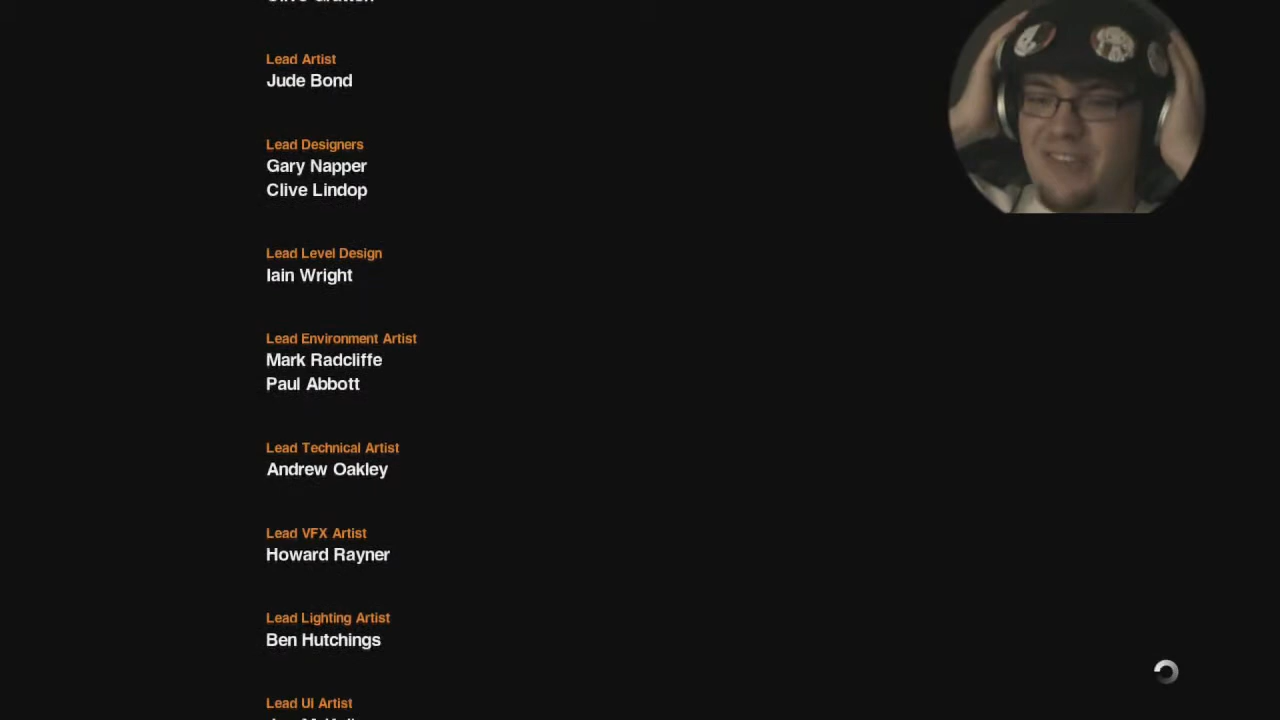 Lead Artist
Jude Bond
Lead Designers
Gary Napper
Clive Lindop
Lead Level Design
Iain Wright
Lead Environment Artist
Mark Radcliffe
Paul Abbott
Lead Technical Artist
Andrew Oakley
Lead VFX Artist
Howard Rayner
Lead Lighting Artist
Ben Hutchings
Lead UI Artist